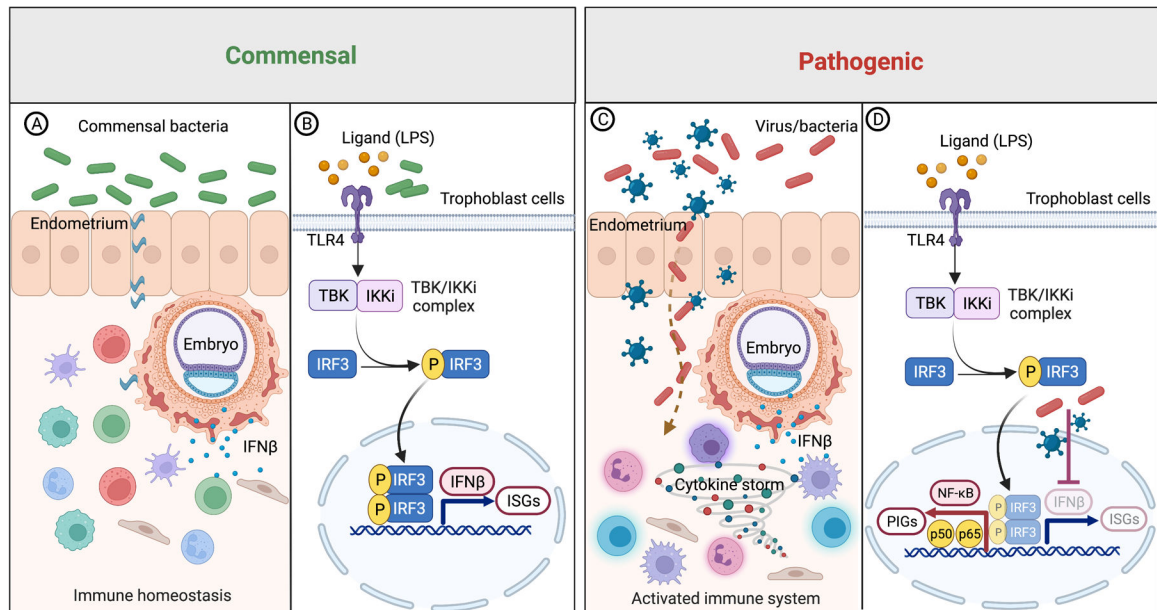 Commensal
Pathogenic
A
Commensal bacteria
Endometrium
Embryo
IFNβ
Immune homeostasis
B
Ligand (LPS)
Trophoblast cells
TLR4
TBK IKKi
TBK/IKKi
complex
IRF3
P IRF3
P IRF3
P IRF3
IFNβ
ISGs
C
Virus/bacteria
Endometrium
Embryo
IFNβ
Cytokine storm
Activated immune system
D
Ligand (LPS)
Trophoblast cells
TLR4
TBK IKKi
TBK/IKKi
complex
IRF3
P IRF3
NF-κB
PIGs
p50 p65
P IRF3
P IRF3
IFNβ
ISGs